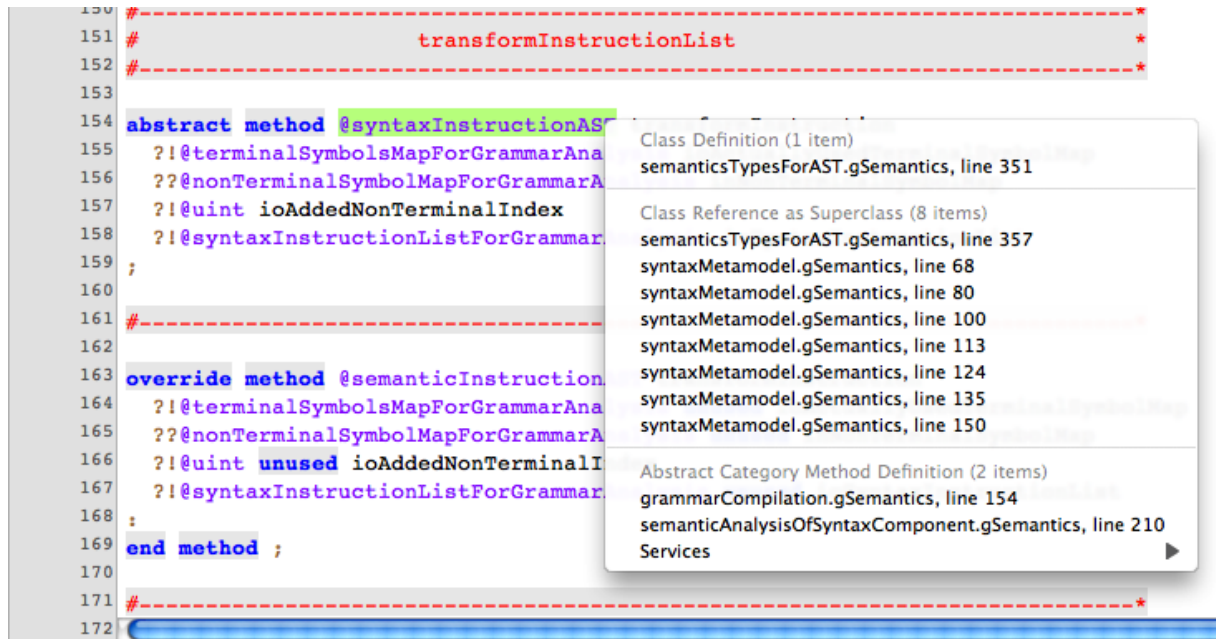 150 #---------------------------------------------------------------------------*
151 #                     transformInstructionList                              *
152 #---------------------------------------------------------------------------*
153
154 abstract method @syntaxInstructionAST
155   ?!@terminalSymbolsMapForGrammarAna
156   ??@nonTerminalSymbolMapForGrammarA
157   ?!@uint ioAddedNonTerminalIndex
158   ?!@syntaxInstructionListForGrammar
159 ;
160
161 #---------------------------------------------------------------------------*
162
163 override method @semanticInstruction
164   ?!@terminalSymbolsMapForGrammarAna
165   ??@nonTerminalSymbolMapForGrammarA
166   ?!@uint unused ioAddedNonTerminalI
167   ?!@syntaxInstructionListForGrammar
168 :
169 end method ;
170
171 #---------------------------------------------------------------------------*
172
Class Definition (1 item)
semanticsTypesForAST.gSemantics, line 351
Class Reference as Superclass (8 items)
semanticsTypesForAST.gSemantics, line 357
syntaxMetamodel.gSemantics, line 68
syntaxMetamodel.gSemantics, line 80
syntaxMetamodel.gSemantics, line 100
syntaxMetamodel.gSemantics, line 113
syntaxMetamodel.gSemantics, line 124
syntaxMetamodel.gSemantics, line 135
syntaxMetamodel.gSemantics, line 150
Abstract Category Method Definition (2 items)
grammarCompilation.gSemantics, line 154
semanticAnalysisOfSyntaxComponent.gSemantics, line 210
Services